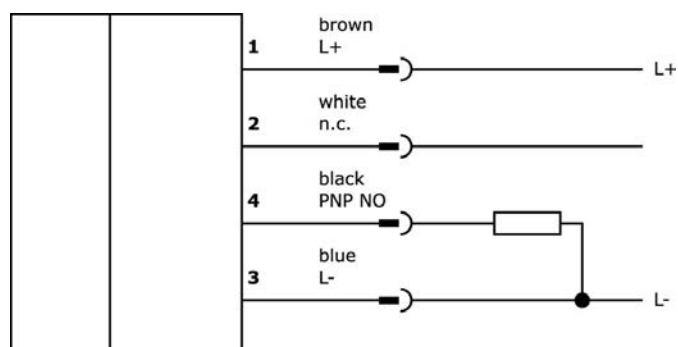 brown
1 L+
L+
white
2 n.c.
black
4 PNP NO
blue
3 L-
L-